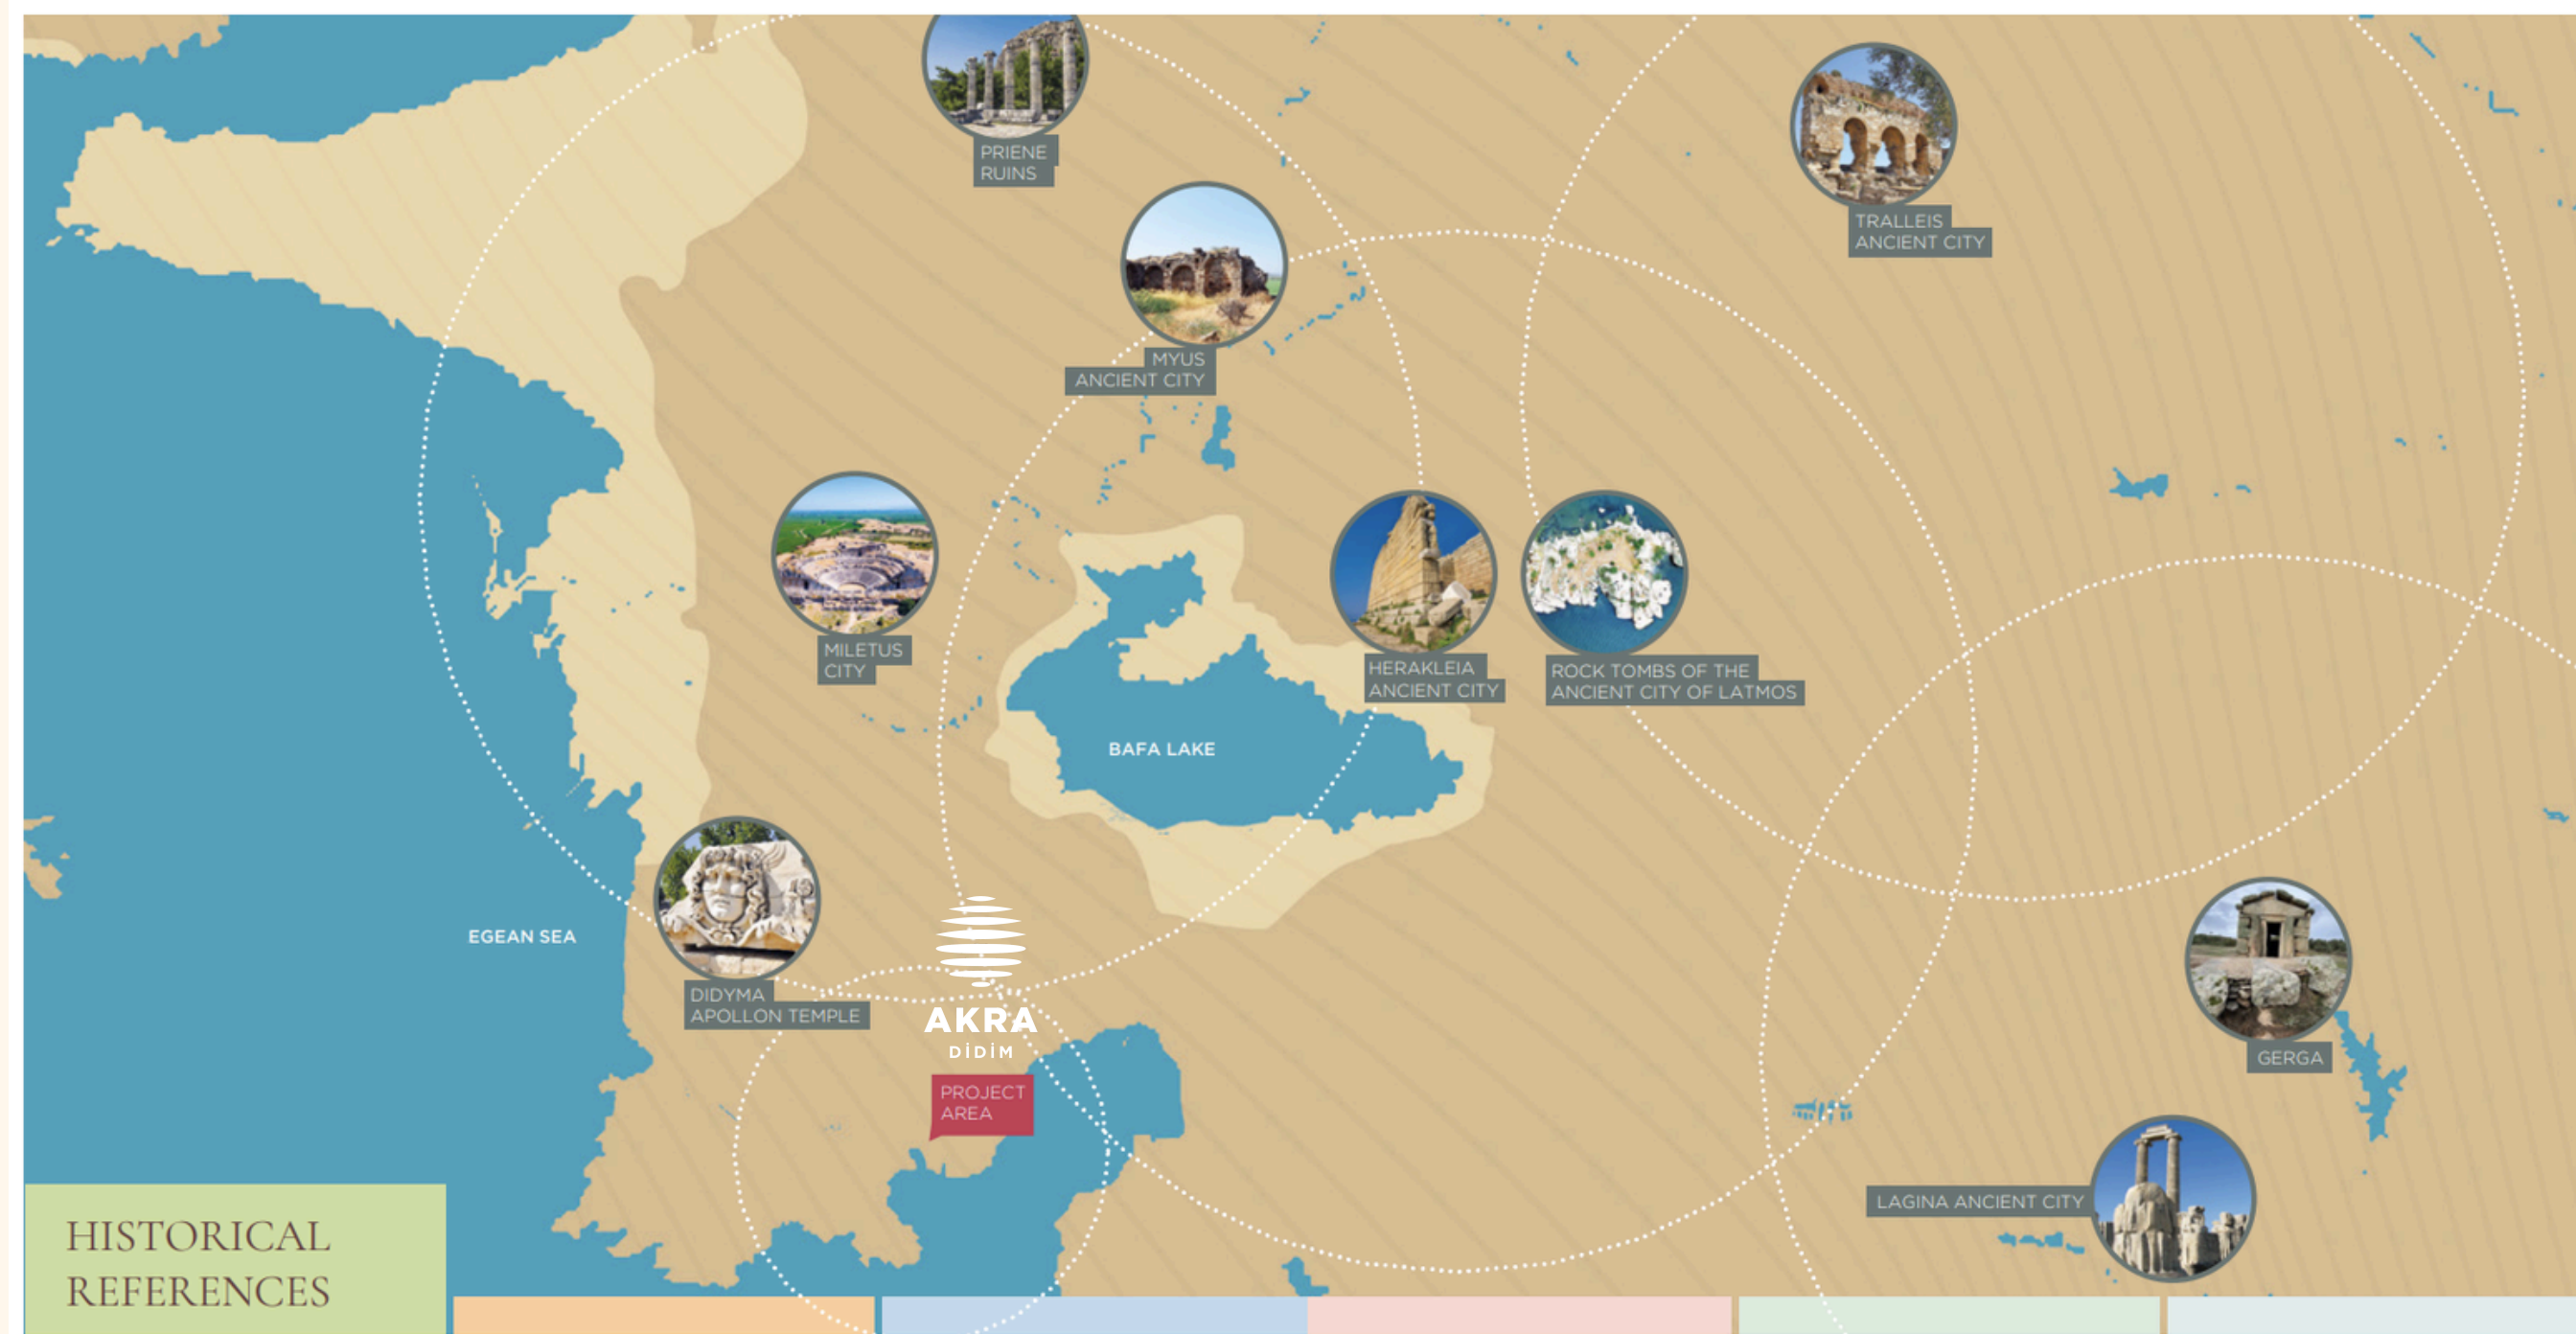 PRIENE
RUINS
TRALLEIS
ANCIENT CITY
MYUS
ANCIENT CITY
MILETUS
CITY
HERAKLEIA
ANCIENT CITY
ROCK TOMBS OF THE
ANCIENT CITY OF LATMOS
BAFA LAKE
EGEAN SEA
DIDYMA
APOLLON TEMPLE
AKRA
DİDİM
PROJECT
AREA
GERGA
LAGINA ANCIENT CITY
HISTORICAL
REFERENCES